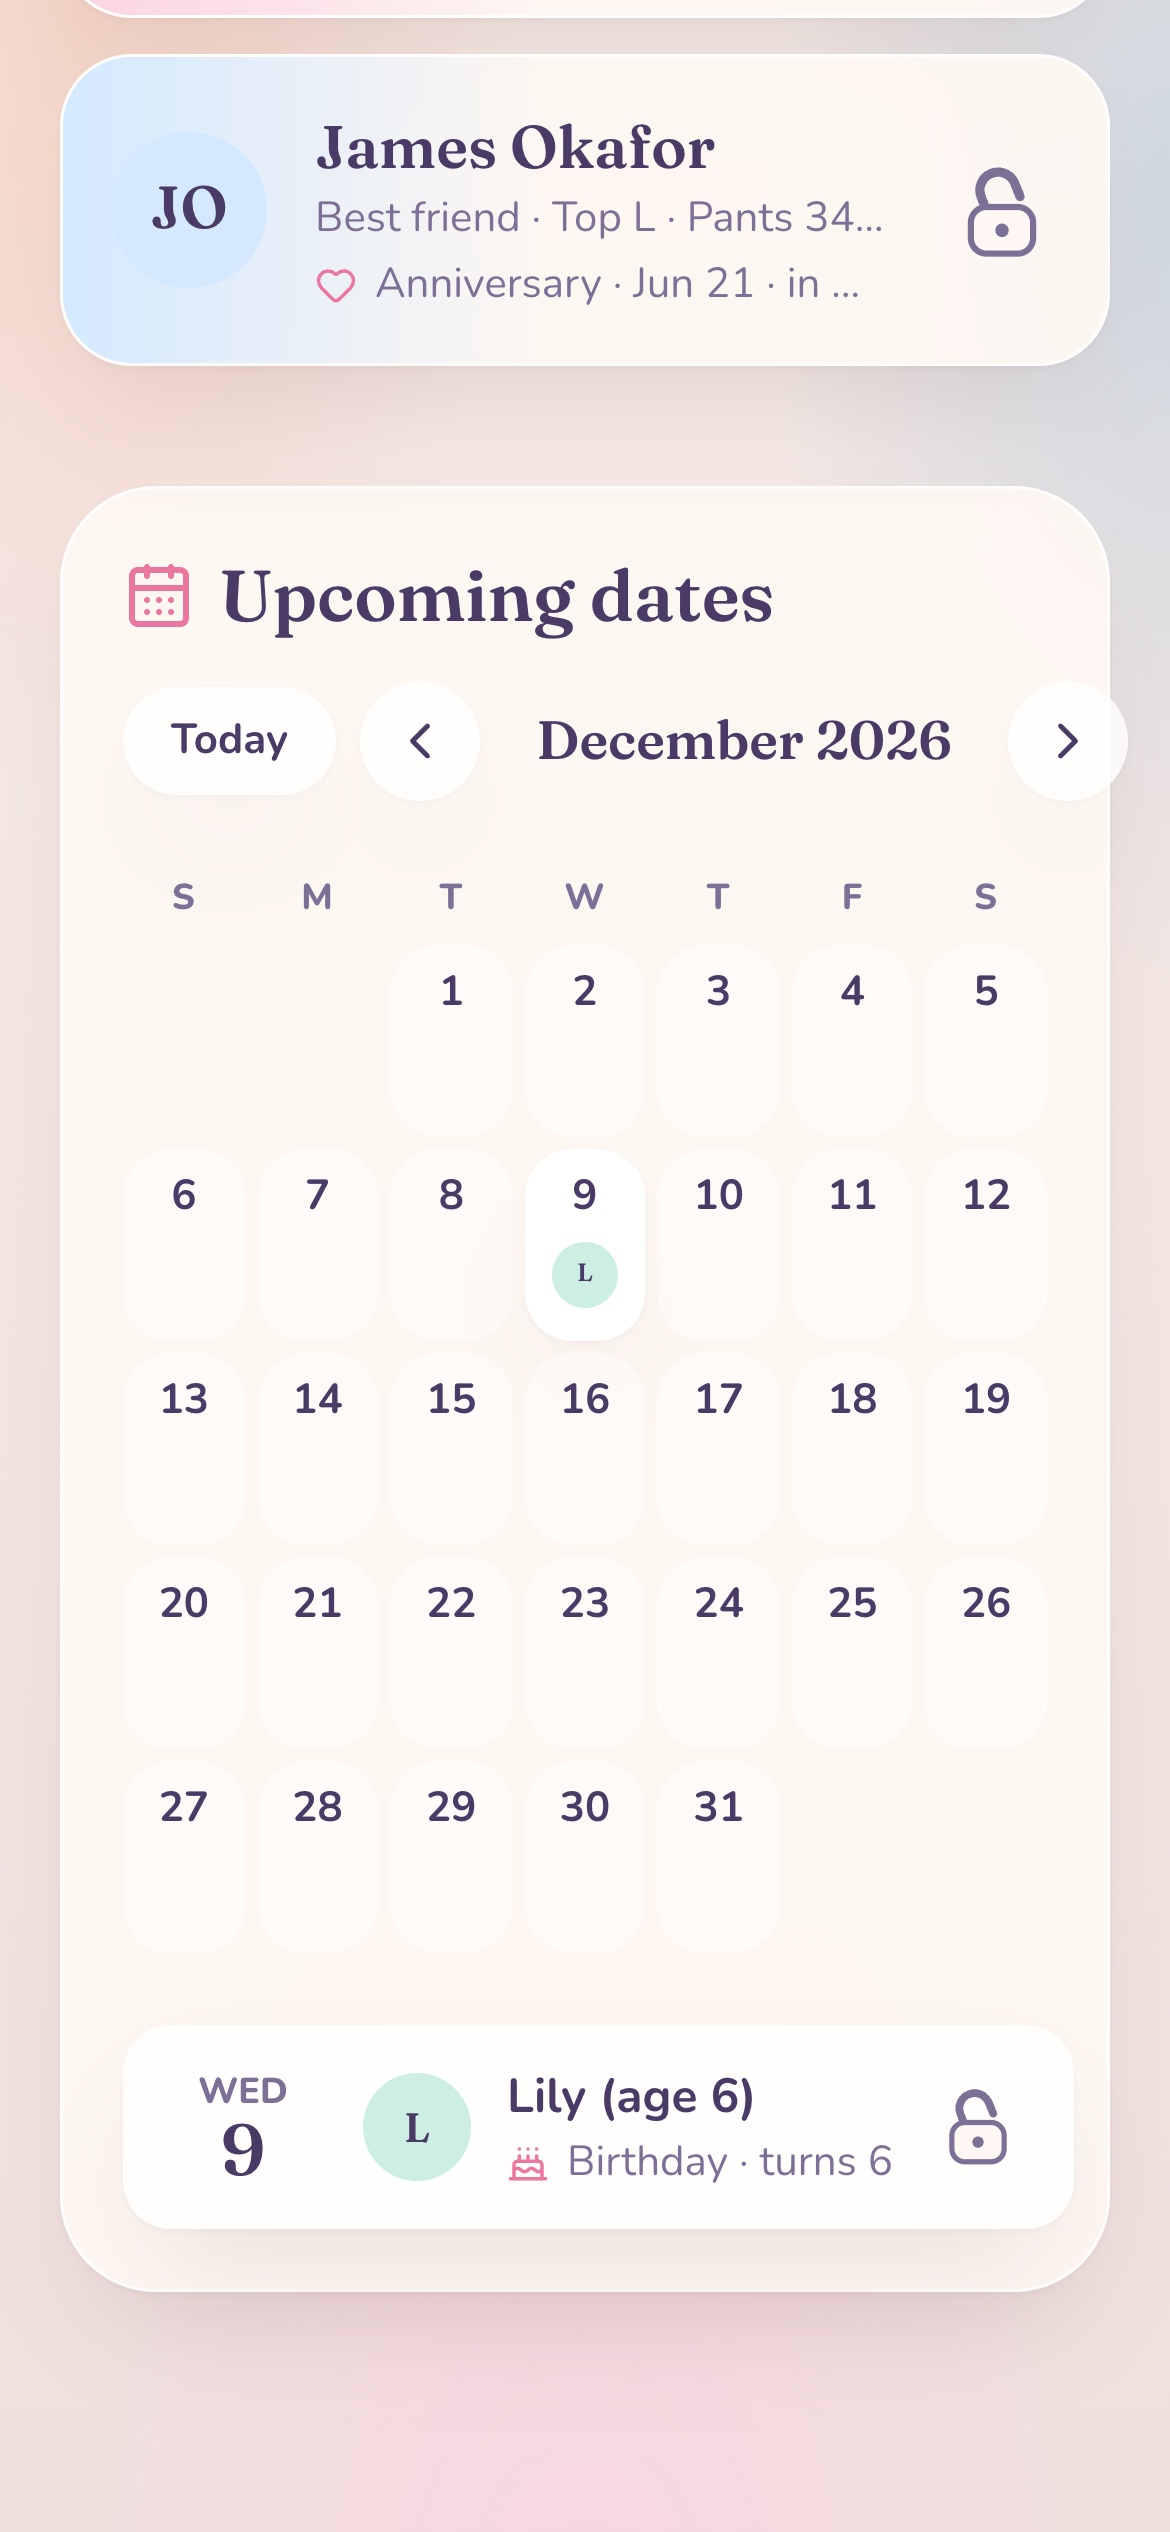 JO
James Okafor
Best friend · Top L · Pants 34...
Anniversary · Jun 21 · in ...
Upcoming dates
Today
December 2026
S M T W T F S
1 2 3 4 5
6 7 8 9 10 11 12
L
13 14 15 16 17 18 19
20 21 22 23 24 25 26
27 28 29 30 31
WED
9
L
Lily (age 6)
Birthday · turns 6